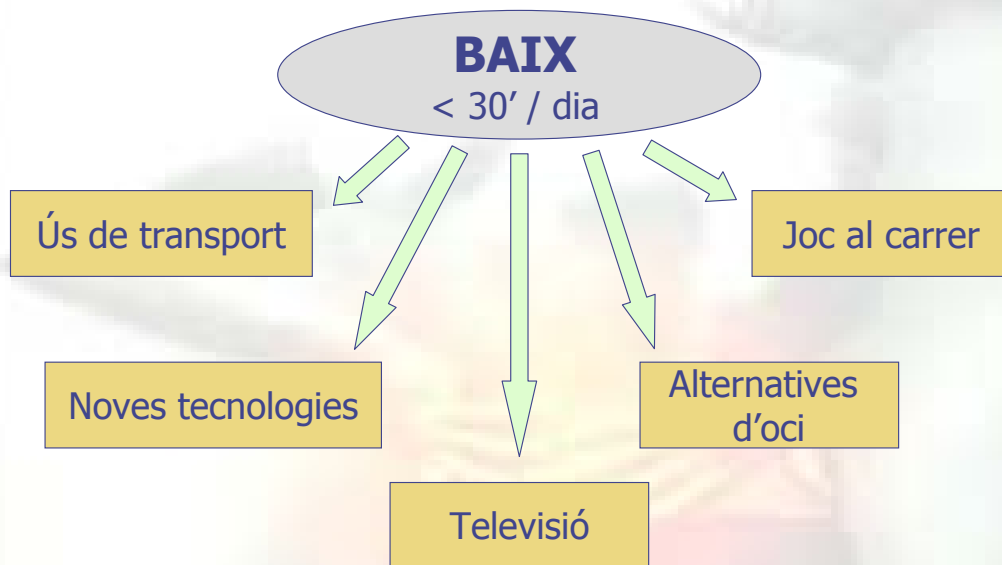 BAIX
< 30’ / dia
Ús de transport
Joc al carrer
Noves tecnologies
Alternatives
d’oci
Televisió